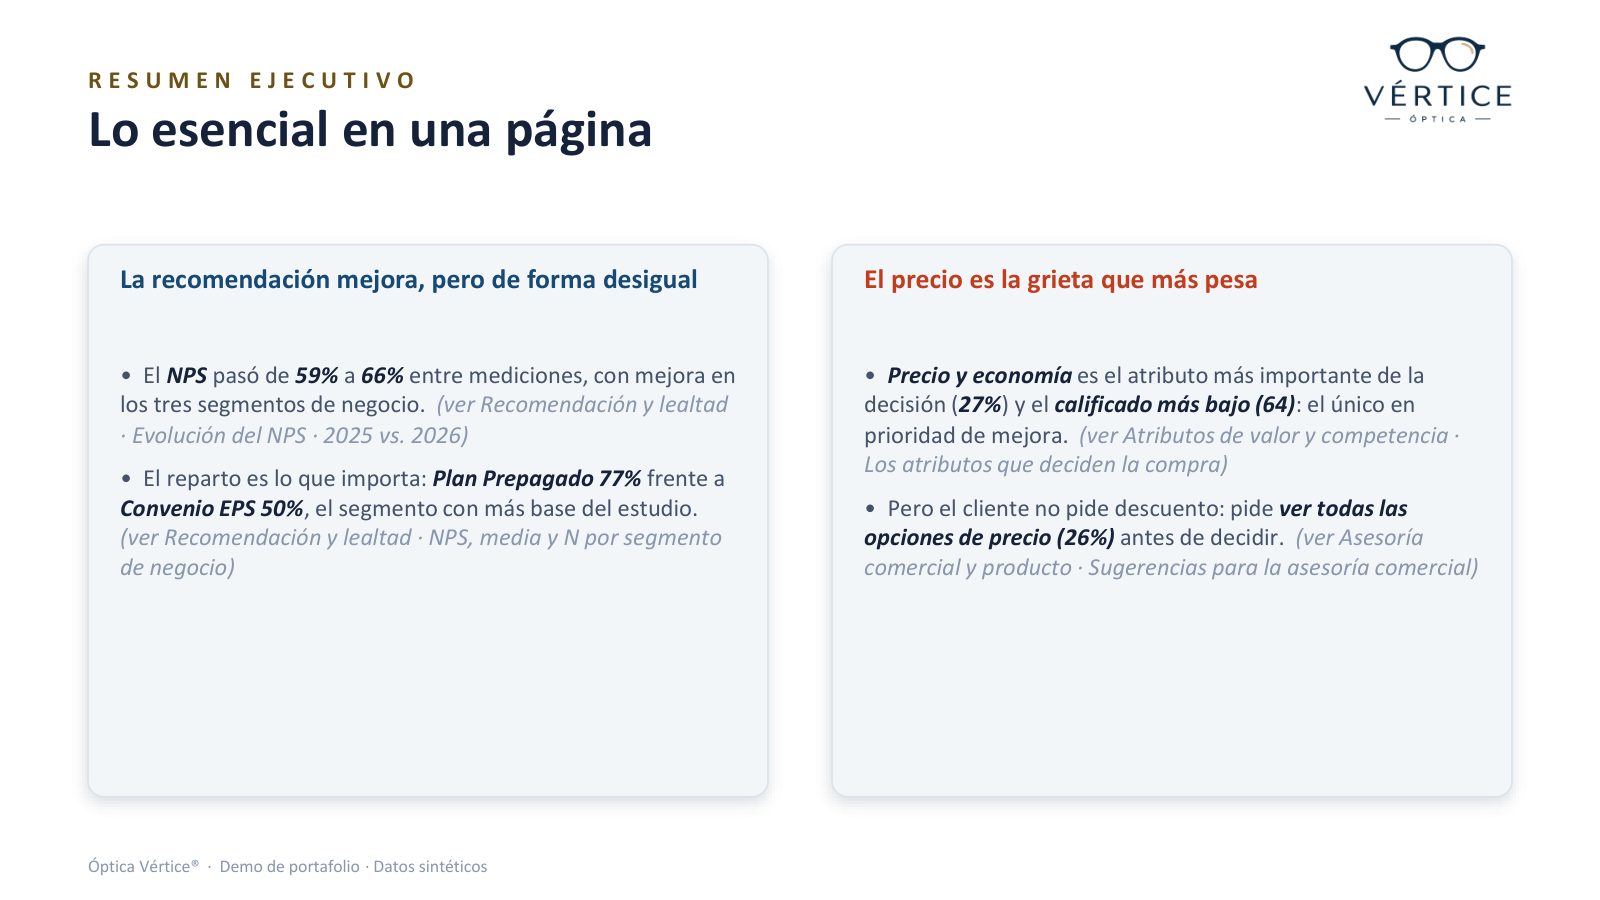 RESUMEN EJECUTIVO
Lo esencial en una página
VÉRTICE
ÓPTICA
La recomendación mejora, pero de forma desigual
• El NPS pasó de 59% a 66% entre mediciones, con mejora en
los tres segmentos de negocio. (ver Recomendación y lealtad
· Evolución del NPS · 2025 vs. 2026)
• El reparto es lo que importa: Plan Prepagado 77% frente a
Convenio EPS 50%, el segmento con más base del estudio.
(ver Recomendación y lealtad · NPS, media y N por segmento
de negocio)
El precio es la grieta que más pesa
• Precio y economía es el atributo más importante de la
decisión (27%) y el calificado más bajo (64): el único en
prioridad de mejora. (ver Atributos de valor y competencia ·
Los atributos que deciden la compra)
• Pero el cliente no pide descuento: pide ver todas las
opciones de precio (26%) antes de decidir. (ver Asesoría
comercial y producto · Sugerencias para la asesoría comercial)
Óptica Vértice® · Demo de portafolio · Datos sintéticos